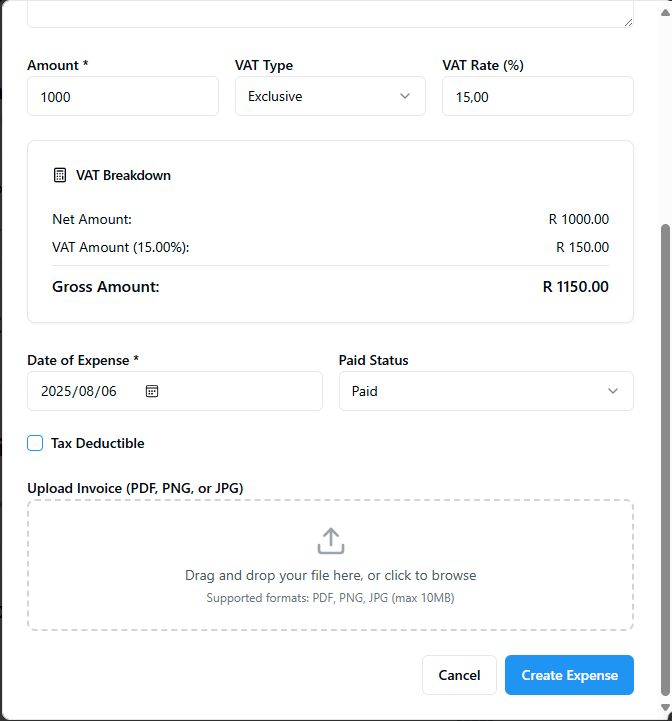 Amount * VAT Type VAT Rate (%)
1000 Exclusive 15,00
VAT Breakdown
Net Amount: R 1000.00
VAT Amount (15.00%): R 150.00
Gross Amount: R 1150.00
Date of Expense * Paid Status
2025/08/06 Paid
Tax Deductible
Upload Invoice (PDF, PNG, or JPG)
Drag and drop your file here, or click to browse
Supported formats: PDF, PNG, JPG (max 10MB)
Cancel Create Expense